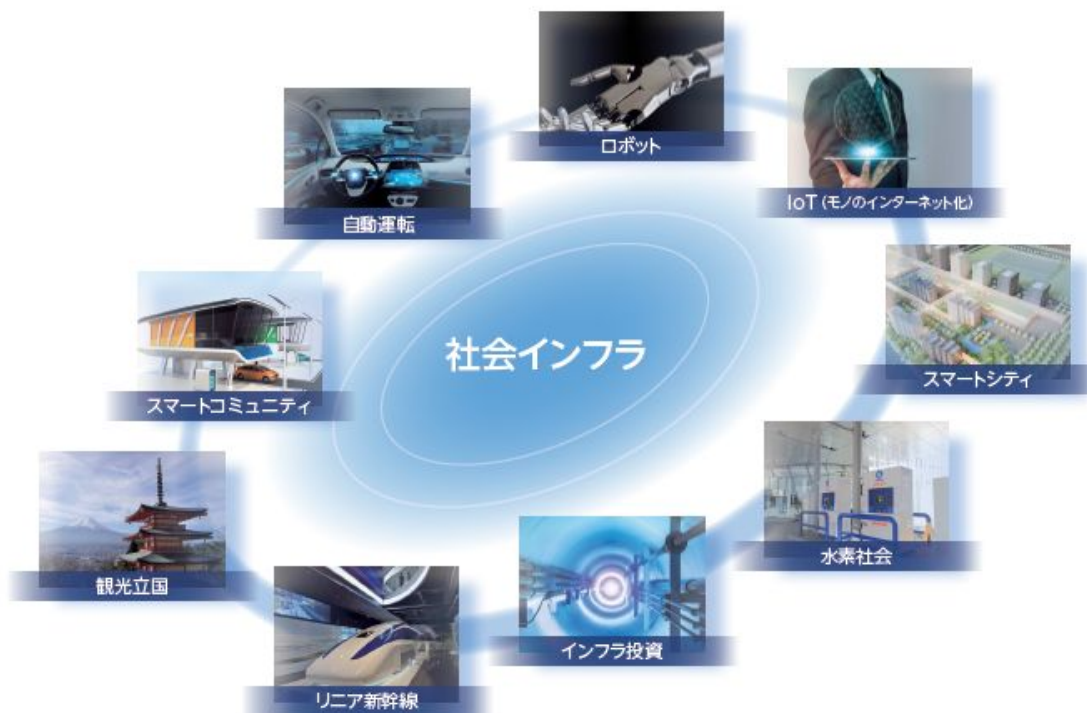 ロボット
IoT（モノのインターネット化）
自動運転
スマートシティ
社会インフラ
スマートコミュニティ
水素社会
観光立国
インフラ投資
リニア新幹線